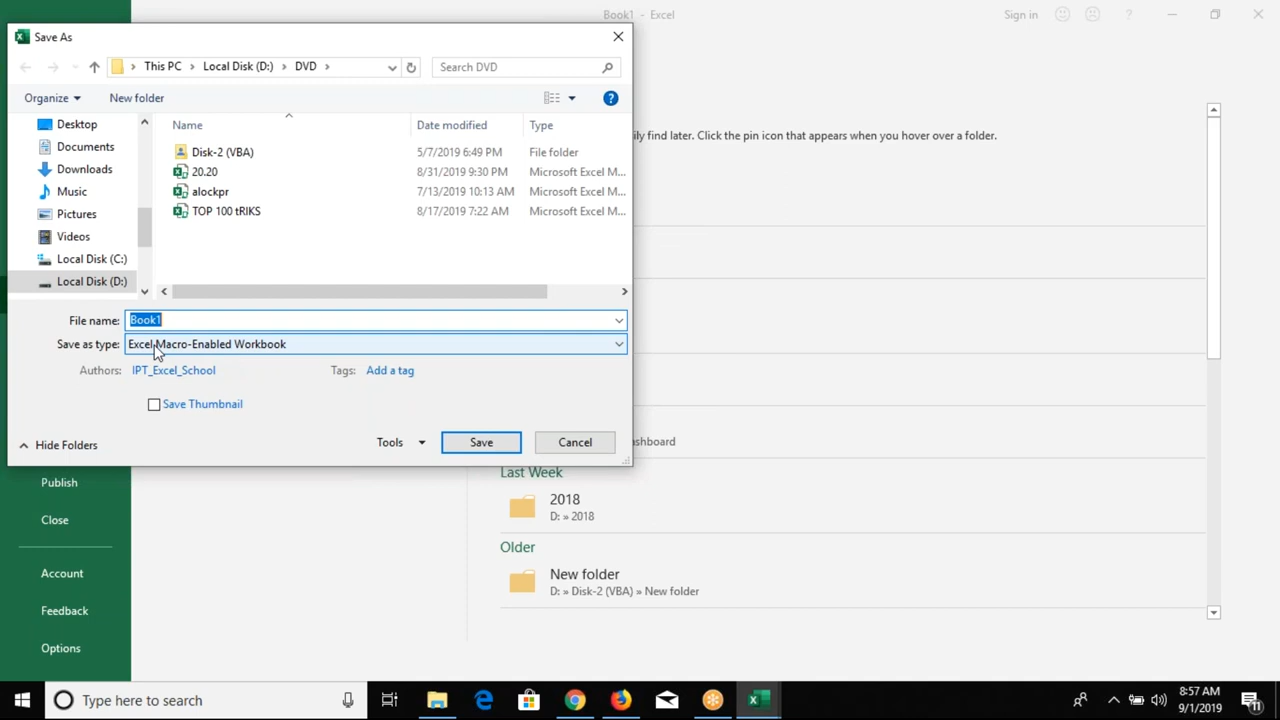 Book1 - Excel
Sign in
?
Save As
This PC
Local Disk (D:)
DVD
Search DVD
Organize
New folder
?
Desktop
Documents
Downloads
Music
Pictures
Videos
Local Disk (C:)
Local Disk (D:)
Name Date modified Type
Disk-2 (VBA) 5/7/2019 6:49 PM File folder
20.20 8/31/2019 9:30 PM Microsoft Excel M...
alockpr 7/13/2019 10:13 AM Microsoft Excel M...
TOP 100 tRIKS 8/17/2019 7:22 AM Microsoft Excel M...
File name: Book1
Save as type: Excel Macro-Enabled Workbook
Authors: IPT_Excel_School Tags: Add a tag
Save Thumbnail
Hide Folders
Tools
Save
Cancel
ily find later. Click the pin icon that appears when you hover over a folder.
ashboard
Last Week
2018
D: » 2018
Older
New folder
D: » Disk-2 (VBA) » New folder
Publish
Close
Account
Feedback
Options
Type here to search
8:57 AM
9/1/2019
11